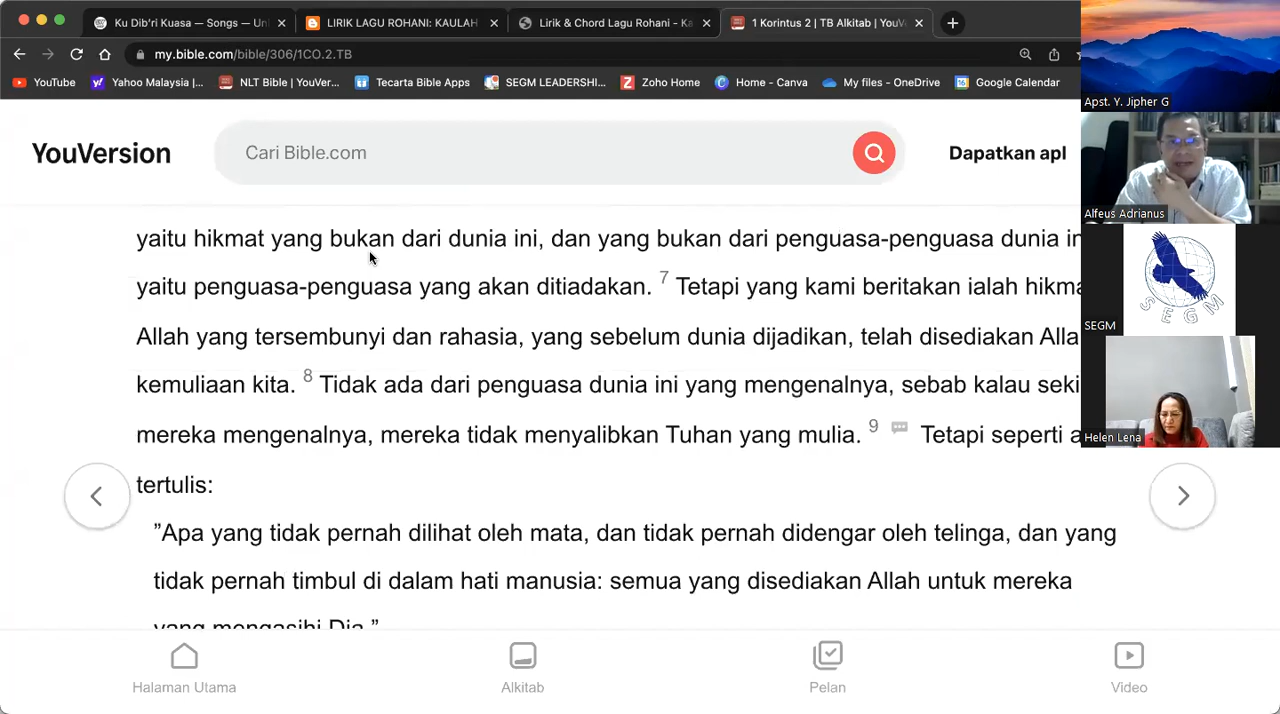 Ku Dib'ri Kuasa — Songs — Un
LIRIK LAGU ROHANI: KAULAH
Lirik & Chord Lagu Rohani - Ka
1 Korintus 2 | TB Alkitab | YouV
my.bible.com/bible/306/1CO.2.TB
YouTube
Yahoo Malaysia |...
NLT Bible | YouVer...
Tecarta Bible Apps
SEGM LEADERSHI...
Zoho Home
Home - Canva
My files - OneDrive
Google Calendar
YouVersion
Cari Bible.com
Dapatkan apl
yaitu hikmat yang bukan dari dunia ini, dan yang bukan dari penguasa-penguasa dunia in
yaitu penguasa-penguasa yang akan ditiadakan. 7 Tetapi yang kami beritakan ialah hikma
Allah yang tersembunyi dan rahasia, yang sebelum dunia dijadikan, telah disediakan Alla
kemuliaan kita. 8 Tidak ada dari penguasa dunia ini yang mengenalnya, sebab kalau seki
mereka mengenalnya, mereka tidak menyalibkan Tuhan yang mulia. 9 Tetapi seperti a
tertulis:
”Apa yang tidak pernah dilihat oleh mata, dan tidak pernah didengar oleh telinga, dan yang
tidak pernah timbul di dalam hati manusia: semua yang disediakan Allah untuk mereka
yang mengasihi Dia.”
Halaman Utama
Alkitab
Pelan
Video
Apst. Y. Jipher G
Alfeus Adrianus
SEGM
SEGM
Helen Lena